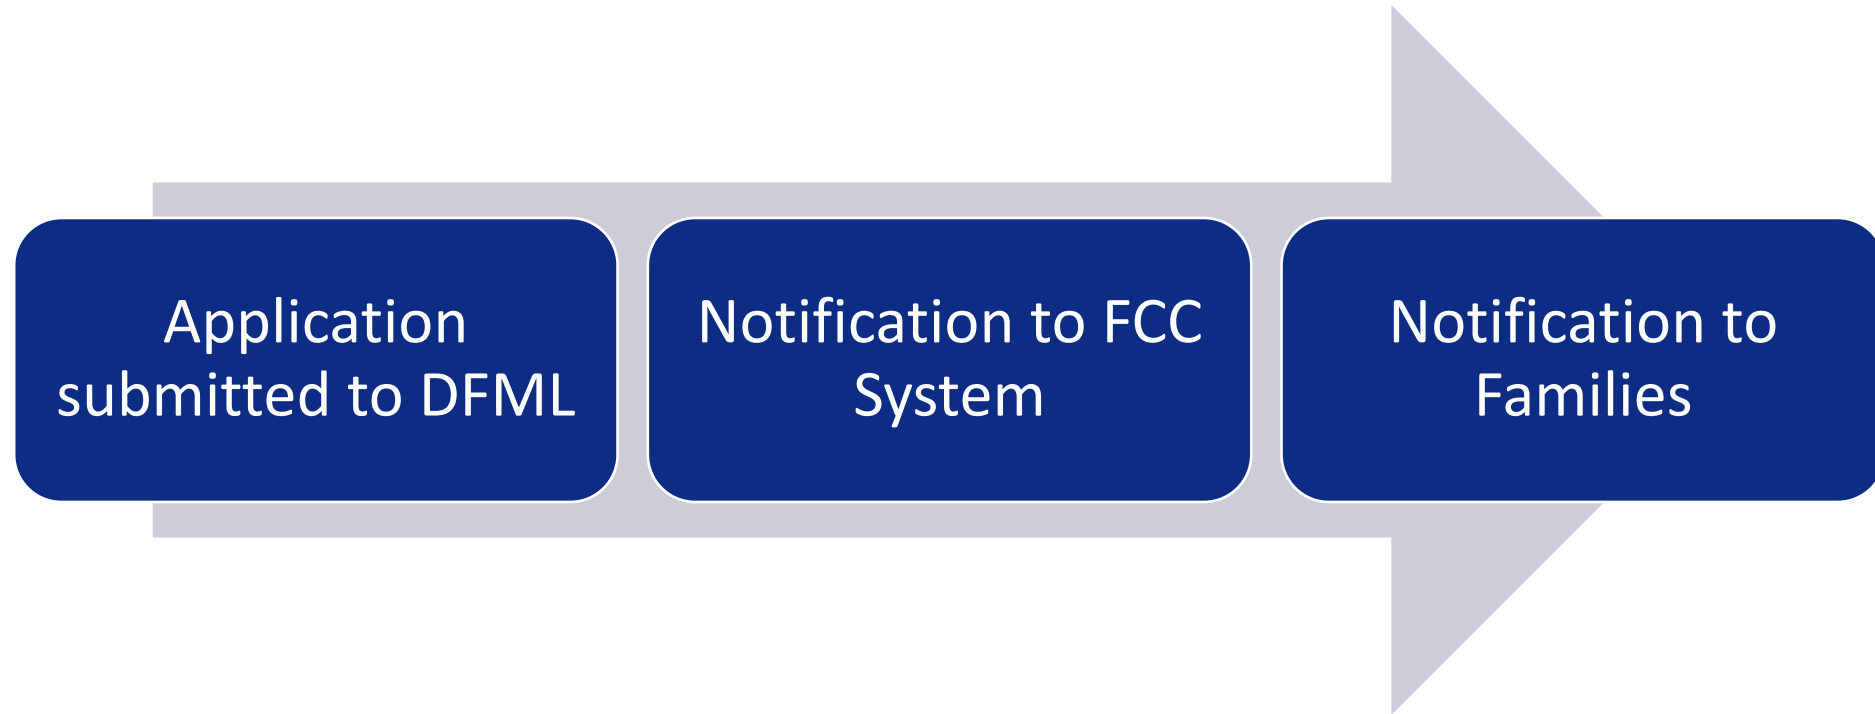 Application
submitted to DFML
Notification to FCC
System
Notification to
Families